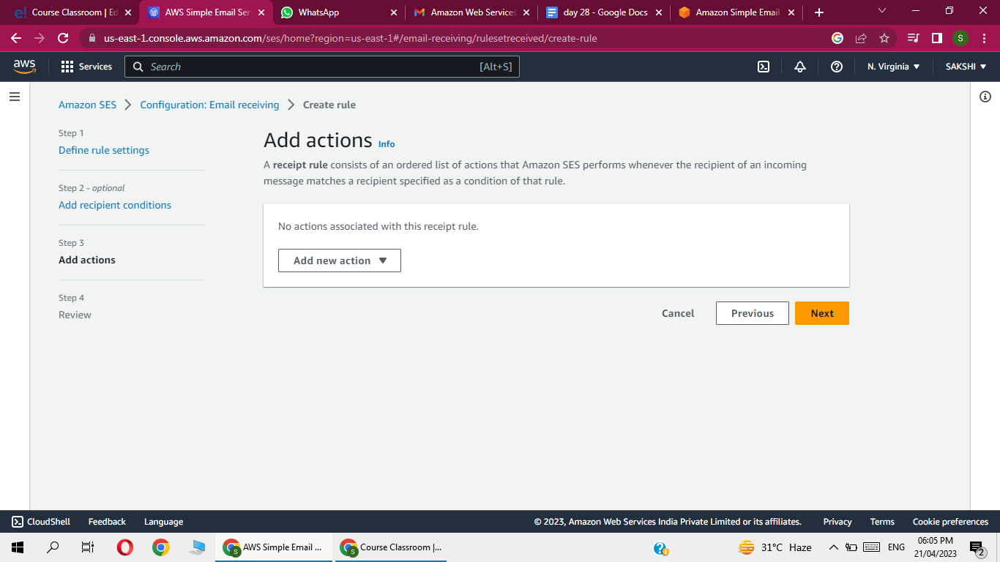 e! Course Classroom | Ed
AWS Simple Email Ser
WhatsApp
Amazon Web Services
day 28 - Google Docs
Amazon Simple Email
us-east-1.console.aws.amazon.com/ses/home?region=us-east-1#/email-receiving/rulesetreceived/create-rule
S
aws
Services
Search
[Alt+S]
N. Virginia
SAKSHI
Amazon SES
Configuration: Email receiving
Create rule
Step 1
Define rule settings
Step 2 - optional
Add recipient conditions
Step 3
Add actions
Step 4
Review
Add actions Info
A receipt rule consists of an ordered list of actions that Amazon SES performs whenever the recipient of an incoming
message matches a recipient specified as a condition of that rule.
No actions associated with this receipt rule.
Add new action
Cancel
Previous
Next
CloudShell
Feedback
Language
© 2023, Amazon Web Services India Private Limited or its affiliates.
Privacy
Terms
Cookie preferences
S
AWS Simple Email ...
S
Course Classroom |...
31°C Haze
ENG
06:05 PM
21/04/2023
2